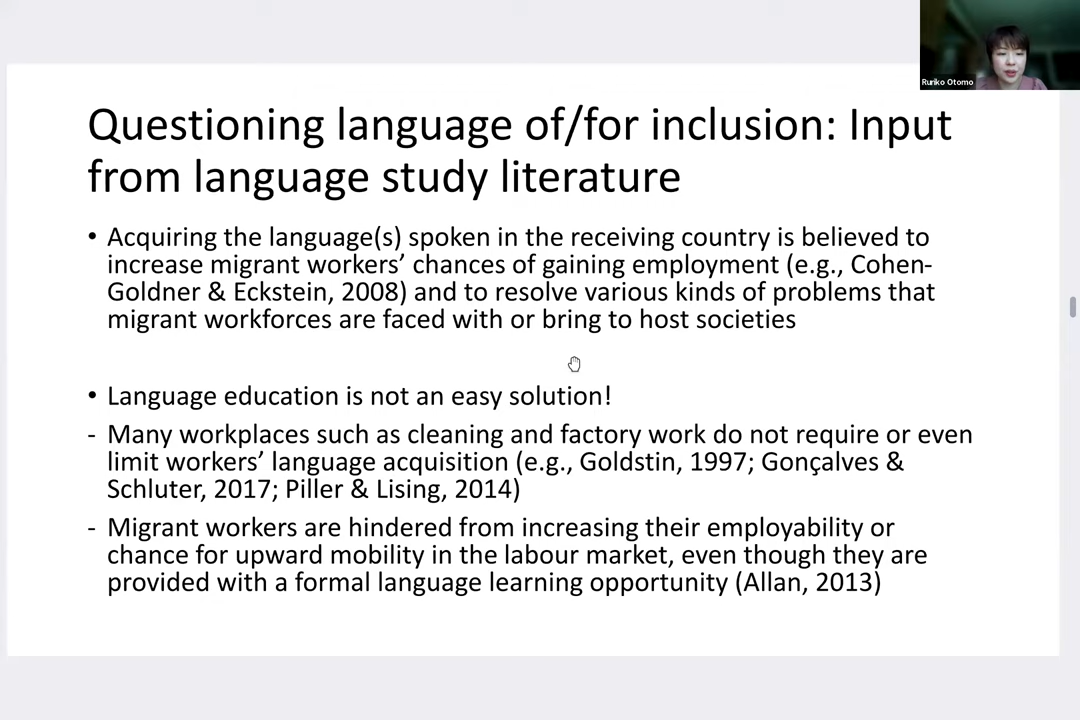 Ruriko Otomo
Questioning language of/for inclusion: Input
from language study literature
• Acquiring the language(s) spoken in the receiving country is believed to
increase migrant workers’ chances of gaining employment (e.g., Cohen-
Goldner & Eckstein, 2008) and to resolve various kinds of problems that
migrant workforces are faced with or bring to host societies
• Language education is not an easy solution!
- Many workplaces such as cleaning and factory work do not require or even
limit workers’ language acquisition (e.g., Goldstin, 1997; Gonçalves &
Schluter, 2017; Piller & Lising, 2014)
- Migrant workers are hindered from increasing their employability or
chance for upward mobility in the labour market, even though they are
provided with a formal language learning opportunity (Allan, 2013)